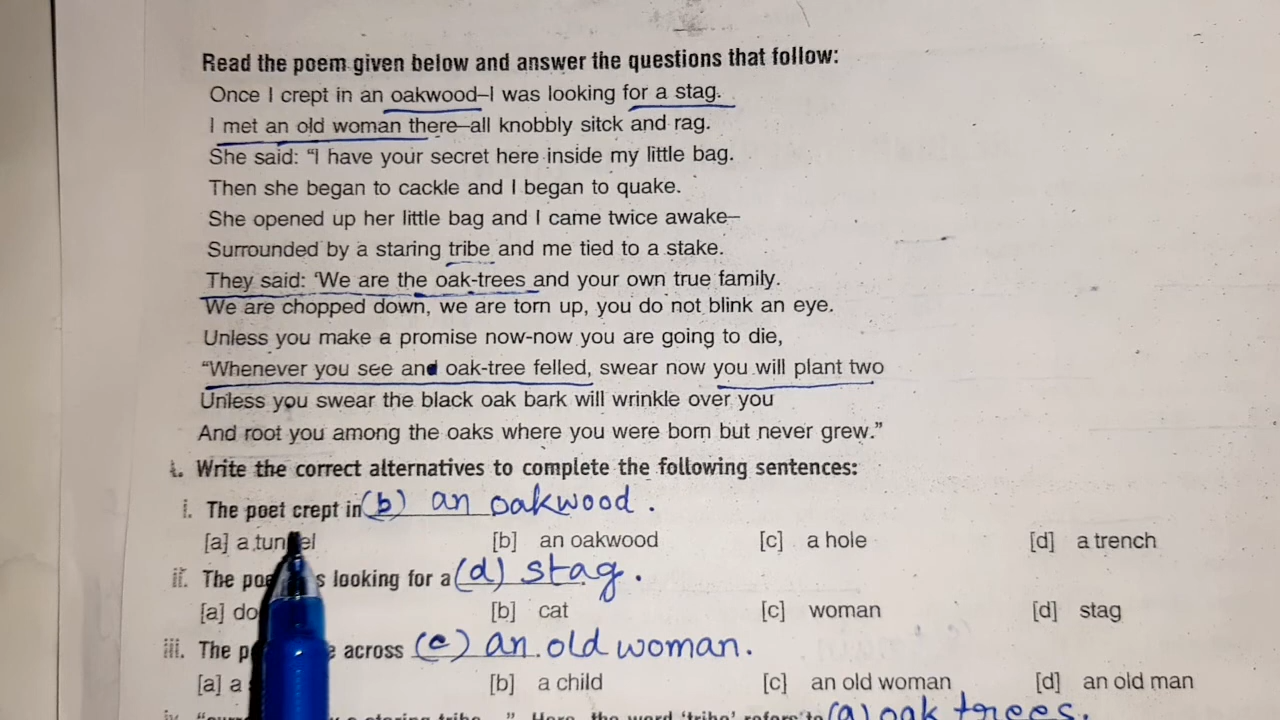 Read the poem given below and answer the questions that follow:
Once I crept in an oakwood–I was looking for a stag.
I met an old woman there–all knobbly sitck and rag.
She said: “I have your secret here inside my little bag.
Then she began to cackle and I began to quake.
She opened up her little bag and I came twice awake–
Surrounded by a staring tribe and me tied to a stake.
They said: ‘We are the oak-trees and your own true family.
We are chopped down, we are torn up, you do not blink an eye.
Unless you make a promise now-now you are going to die,
“Whenever you see and oak-tree felled, swear now you will plant two
Unless you swear the black oak bark will wrinkle over you
And root you among the oaks where you were born but never grew.”
Write the correct alternatives to complete the following sentences:
i. The poet crept in (b) an oakwood.
[a] a [b] an oakwood [c] a hole [d] a trench
ii. The looking for a (d) stag.
[a] [b] cat [c] woman [d] stag
iii. The across (c) an old woman.
[a] a [b] a child [c] an old woman [d] an old man
iv. a staring tribe ” Here, the word ‘tribe’ refers to (a) oak trees.